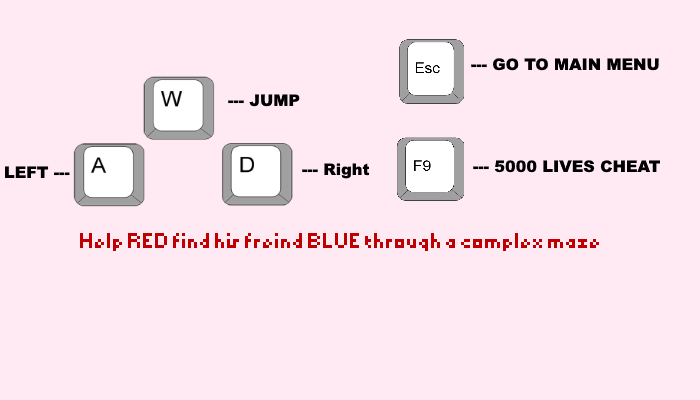 Esc --- GO TO MAIN MENU
W --- JUMP
LEFT --- A
D --- Right
F9 --- 5000 LIVES CHEAT
Help RED find his freind BLUE through a complex maze